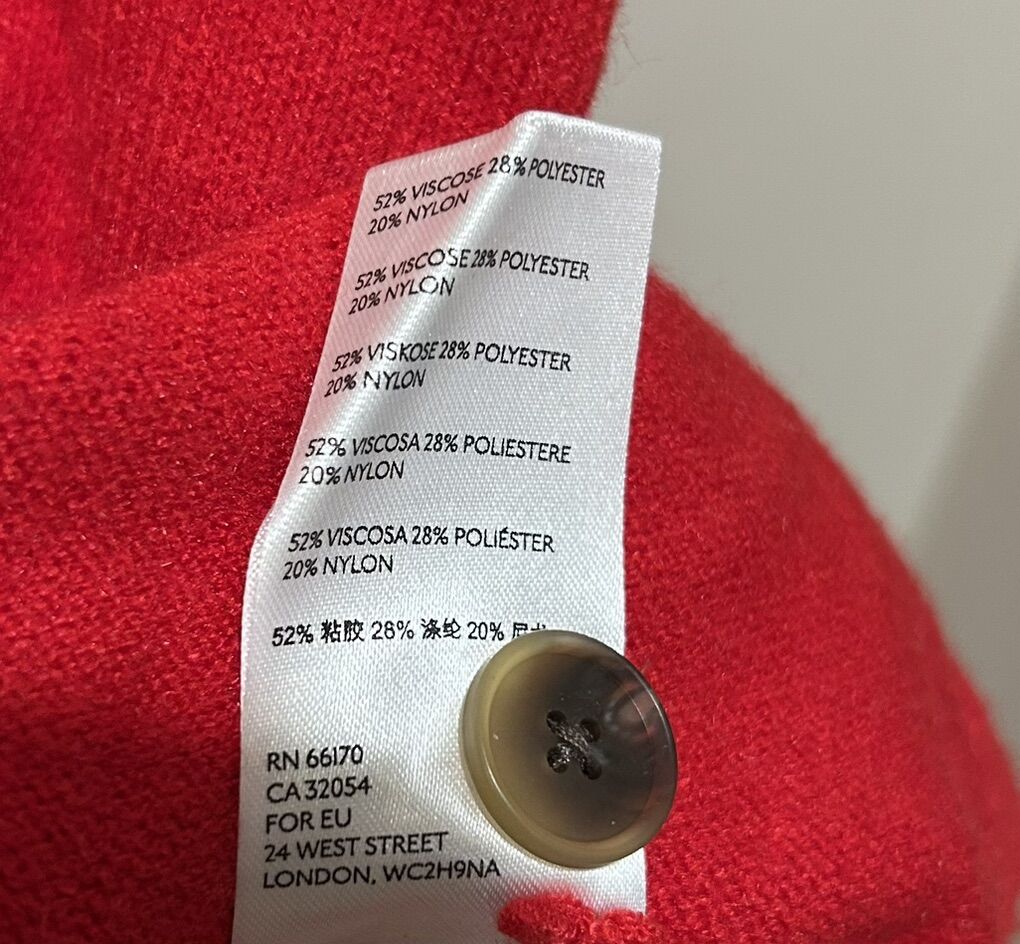 52% VISCOSE 28% POLYESTER
20% NYLON
52% VISCOSE 28% POLYESTER
20% NYLON
52% VISKOSE 28% POLYESTER
20% NYLON
52% VISCOSA 28% POLIESTERE
20% NYLON
52% VISCOSA 28% POLIÉSTER
20% NYLON
52% 粘胶 28% 涤纶 20%
RN 66170
CA 32054
FOR EU
24 WEST STREET
LONDON, WC2H9NA